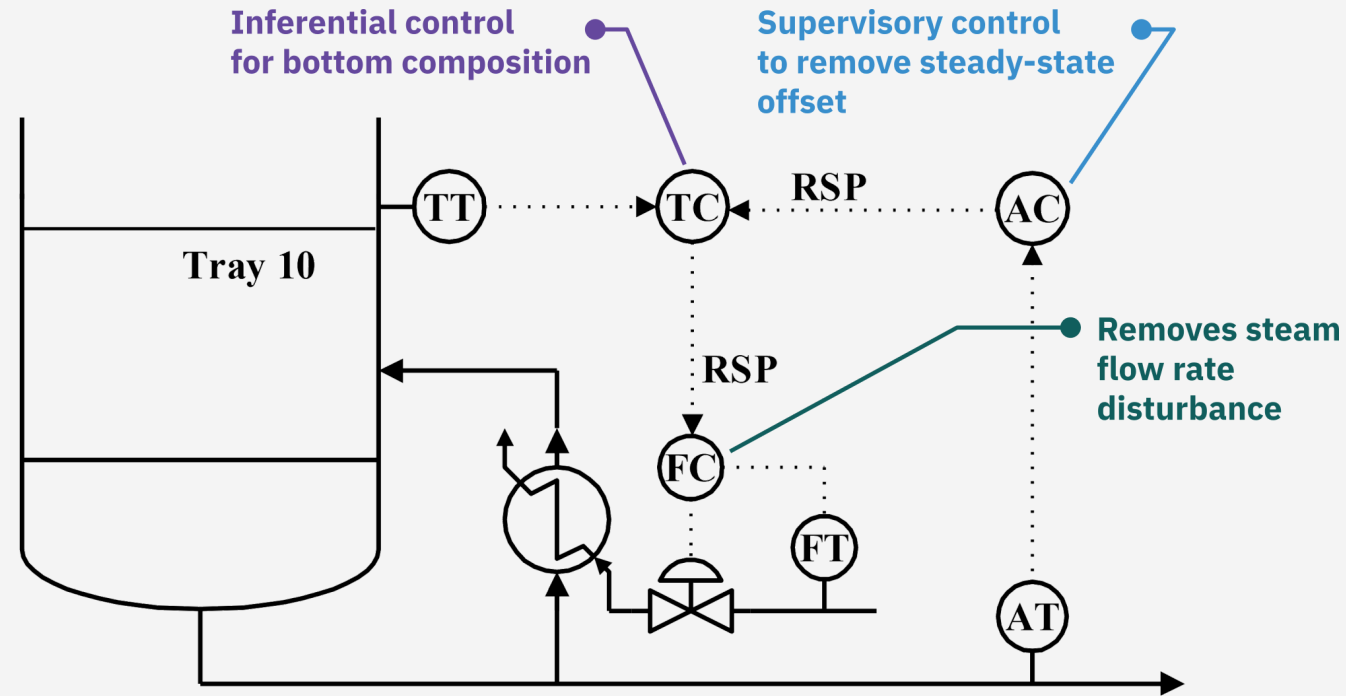 Inferential control
for bottom composition
Supervisory control
to remove steady-state
offset
TT
TC
RSP
AC
Tray 10
Removes steam
flow rate
disturbance
RSP
FC
FT
AT